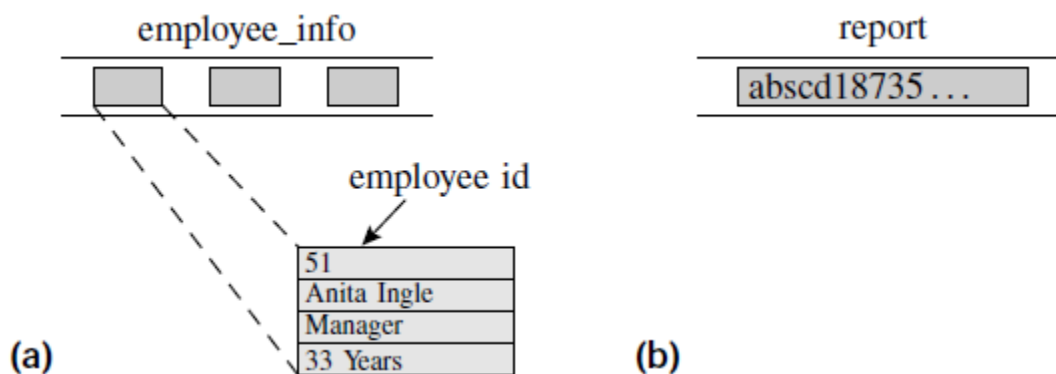 employee_info
report
abscd18735...
employee id
51
Anita Ingle
Manager
33 Years
(a)
(b)